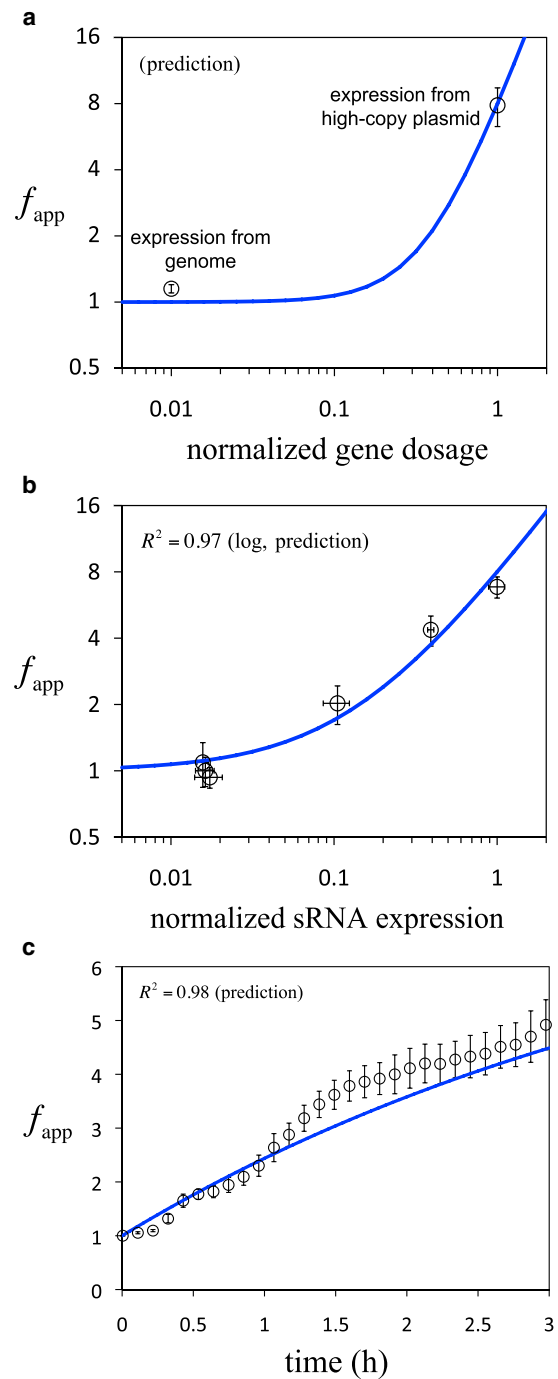 a
16
(prediction)
expression from
high-copy plasmid
8
4
f app
2
expression from
genome
1
0.5
0.01 0.1 1
normalized gene dosage
b
16
R² = 0.97 (log, prediction)
8
4
f app
2
1
0.5
0.01 0.1 1
normalized sRNA expression
c
6
R² = 0.98 (prediction)
5
4
f app
3
2
1
0
0 0.5 1 1.5 2 2.5 3
time (h)